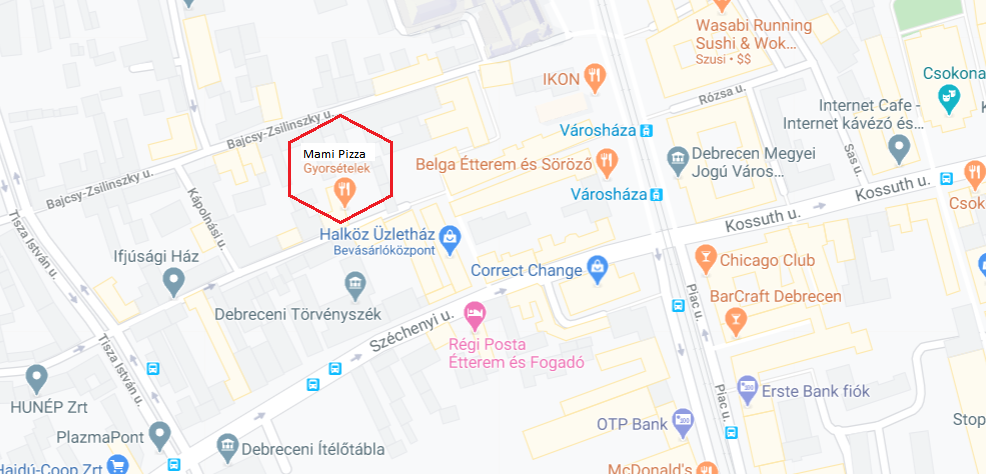 Wasabi Running
Sushi & Wok...
Szusi • $$
IKON
Csokona
Rózsa u.
Internet Cafe -
Internet kávézó és...
Bajcsy-Zsilinszky u.
Városháza
Mami Pizza
Gyorsételek
Belga Étterem és Söröző
Debrecen Megyei
Jogú Város...
Sas u.
Bajcsy-Zsilinszky u.
Városháza
Kossuth u.
Kossuth u.
Csok
Tisza István u.
Kápolnási u.
Halköz Üzletház
Bevásárlóközpont
Ifjúsági Ház
Correct Change
Chicago Club
Piac u.
BarCraft Debrecen
Debreceni Törvényszék
Széchenyi u.
Régi Posta
Étterem és Fogadó
Tisza István u.
HUNÉP Zrt
Erste Bank fiók
Piac u.
OTP Bank
Stop
PlazmaPont
Debreceni Ítélőtábla
Hajdú-Coop Zrt
McDonald's